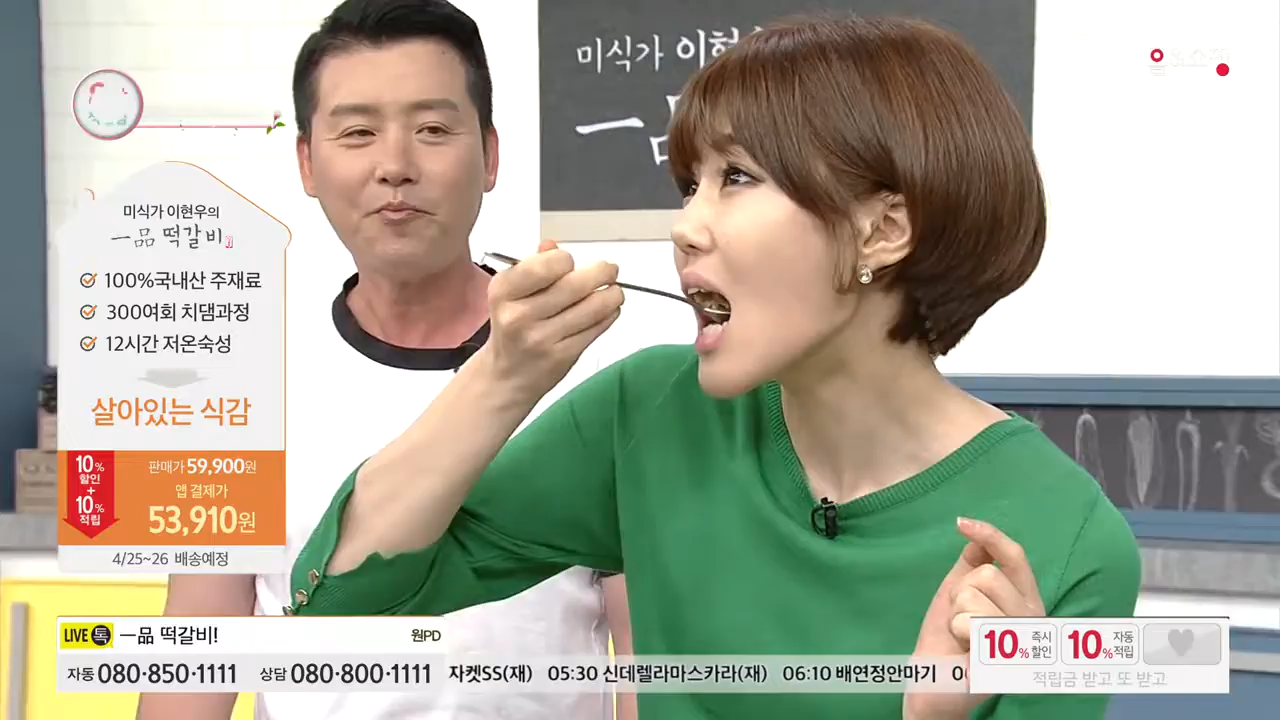 미식가 이현
一品
미식가 이현우의
一品 떡갈비
100%국내산 주재료
300여회 치댐과정
12시간 저온숙성
살아있는 식감
10% 할인
+
10% 적립
판매가 59,900원
앱 결제가
53,910원
4/25~26 배송예정
LIVE 톡 一品 떡갈비! 원PD
자동 080·850·1111 상담 080·800·1111
자켓SS(재) 05:30 신데렐라마스카라(재) 06:10 배연정안마기
10% 즉시 할인
10% 자동 적립
적립금 받고 또 받고